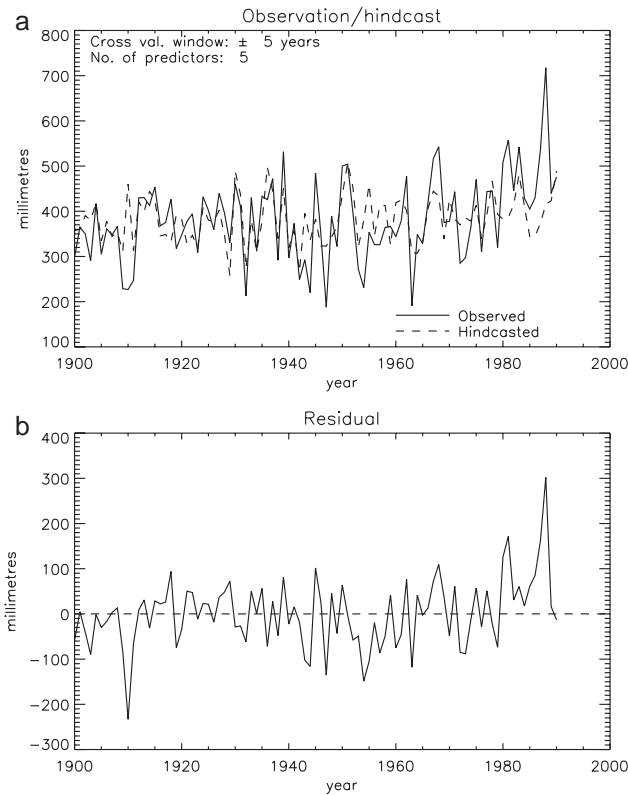 a
Observation/hindcast
Cross val. window: ± 5 years
No. of predictors: 5
millimetres
800
700
600
500
400
300
200
100
Observed
Hindcasted
1900 1920 1940 1960 1980 2000
year
b
Residual
millimetres
400
300
200
100
0
−100
−200
−300
1900 1920 1940 1960 1980 2000
year